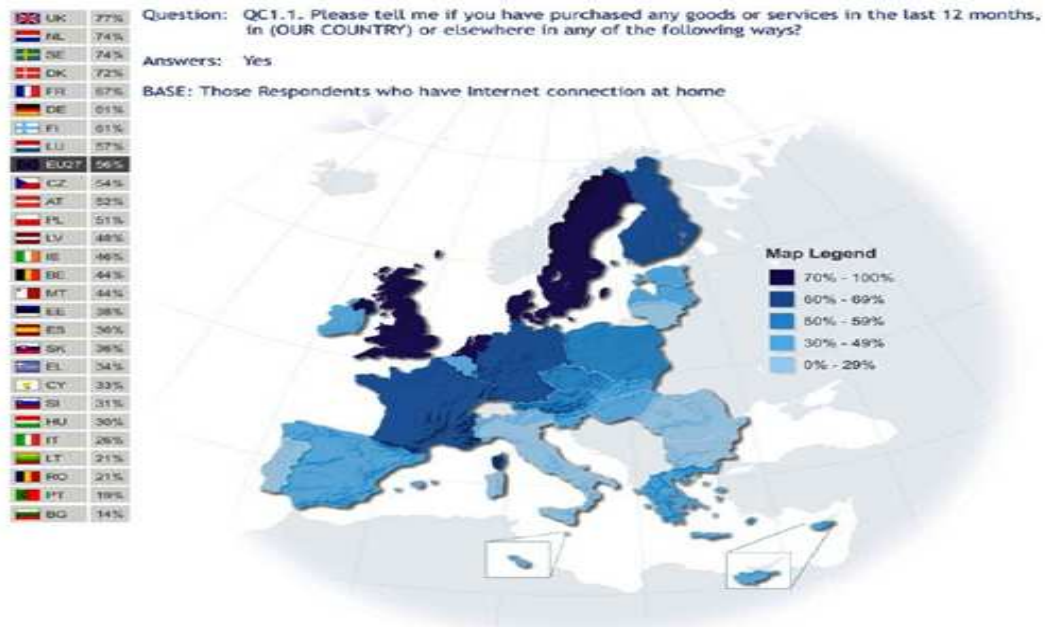 Question: QC1.1. Please tell me if you have purchased any goods or services in the last 12 months,
in (OUR COUNTRY) or elsewhere in any of the following ways?
Answers: Yes
BASE: Those Respondents who have Internet connection at home
UK 77%
NL 74%
SE 74%
DK 72%
FR 67%
DE 61%
FI 61%
LU 57%
EU27 56%
CZ 54%
AT 52%
PL 51%
LV 48%
IE 46%
BE 44%
MT 44%
EE 38%
ES 36%
SK 36%
EL 34%
CY 33%
SI 31%
HU 30%
IT 26%
LT 21%
RO 21%
PT 19%
BG 14%
Map Legend
70% - 100%
60% - 69%
50% - 59%
30% - 49%
0% - 29%